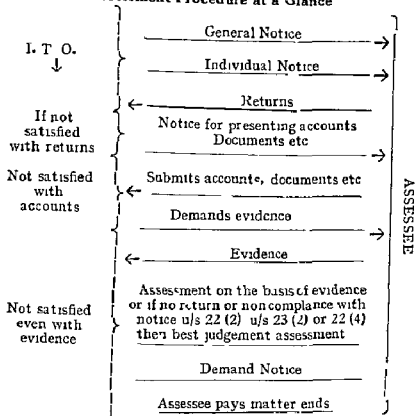 Procedure at a Glance
General Notice
I. T O.
Individual Notice
Returns
If not
satisfied
with returns
Notice for presenting accounts
Documents etc
Not satisfied
with
accounts
Submits accounts, documents etc
Demands evidence
Evidence
ASSESSEE
Not satisfied
even with
evidence
Assessment on the basis of evidence
or if no return or non compliance with
notice u/s 22 (2) u/s 23 (2) or 22 (4)
then best judgement assessment
Demand Notice
Assessee pays matter ends